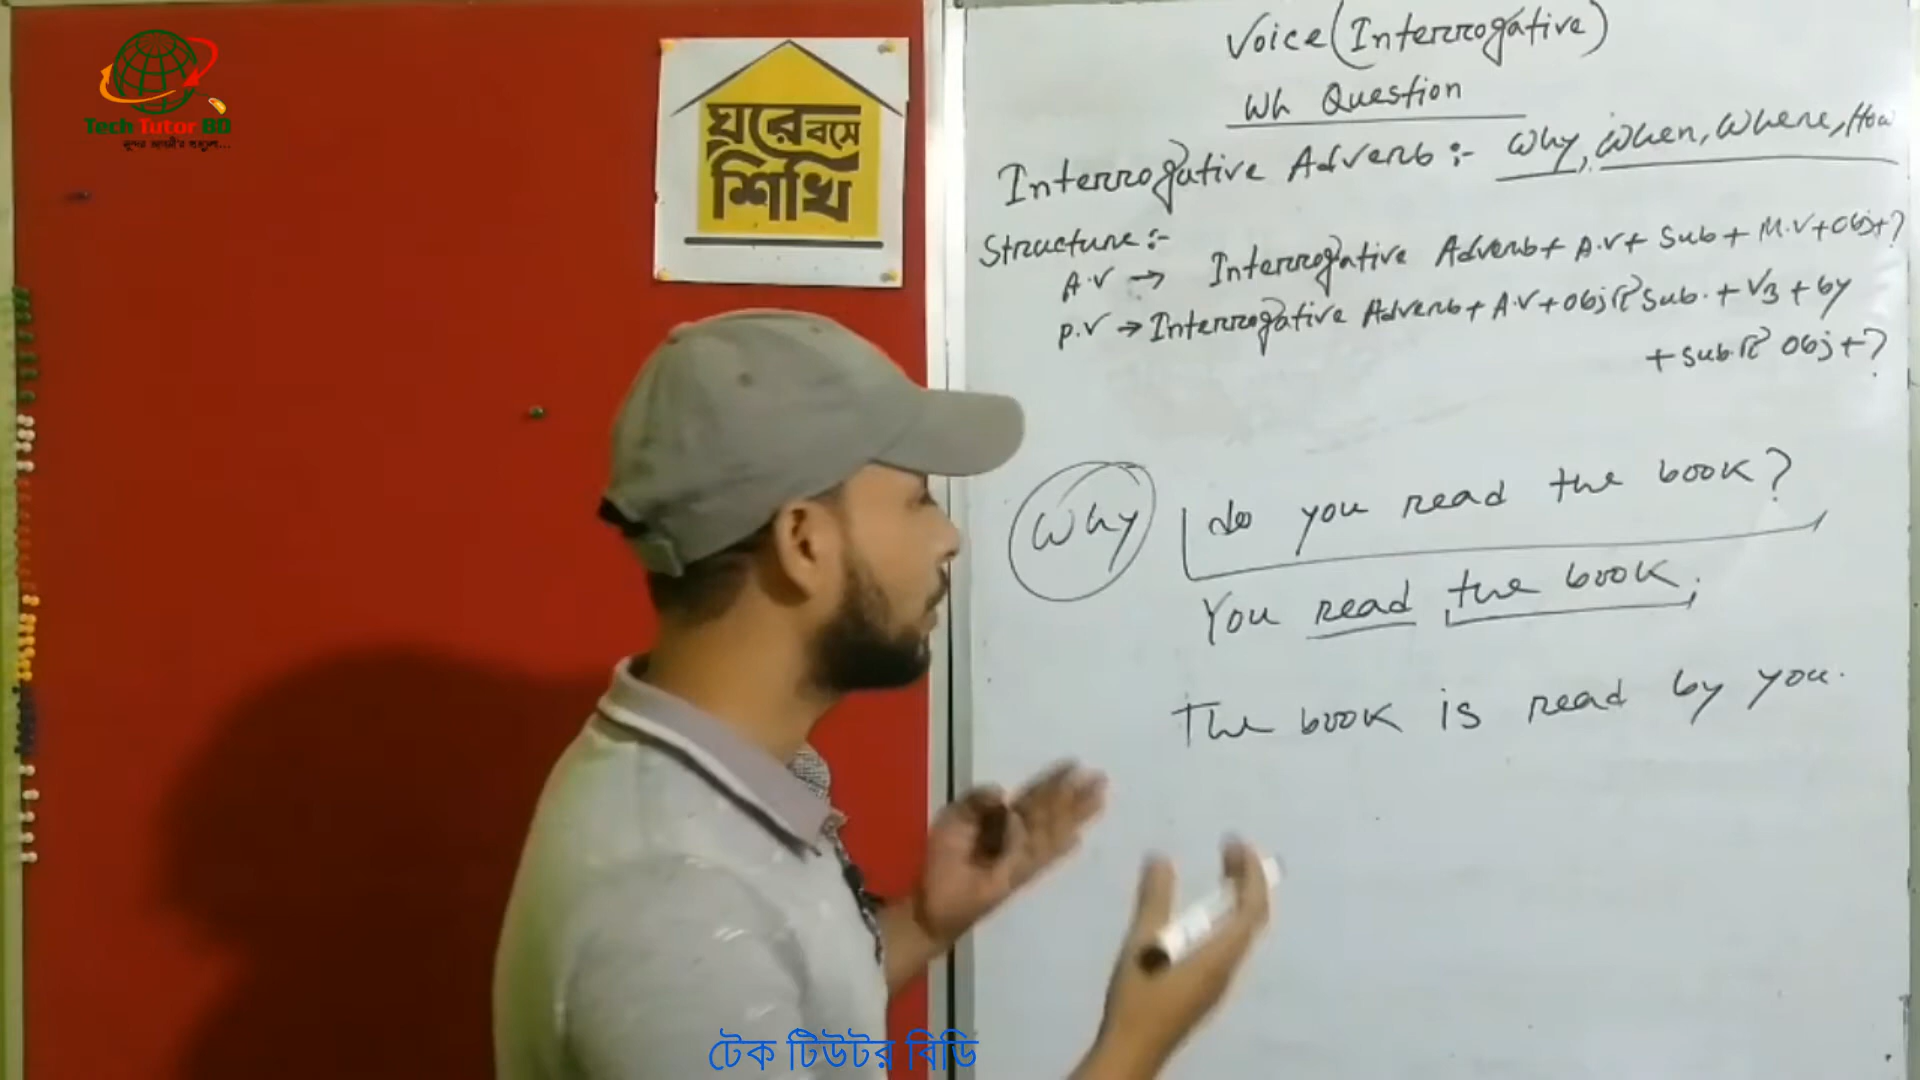 Tech Tutor BD
ঘরে বসে
শিখি
Voice (Interrogative)
Wh Question
Interrogative Adverb :- Why, When, Where, How
Structure :-
A.V → Interrogative Adverb + A.V + Sub + M.V + Obj + ?
P.V → Interrogative Adverb + A.V + Obj টি Sub. + V3 + by
+ Sub. টি Obj + ?
Why do you read the book?
You read the book.
The book is read by you.
টেক টিউটর বিডি